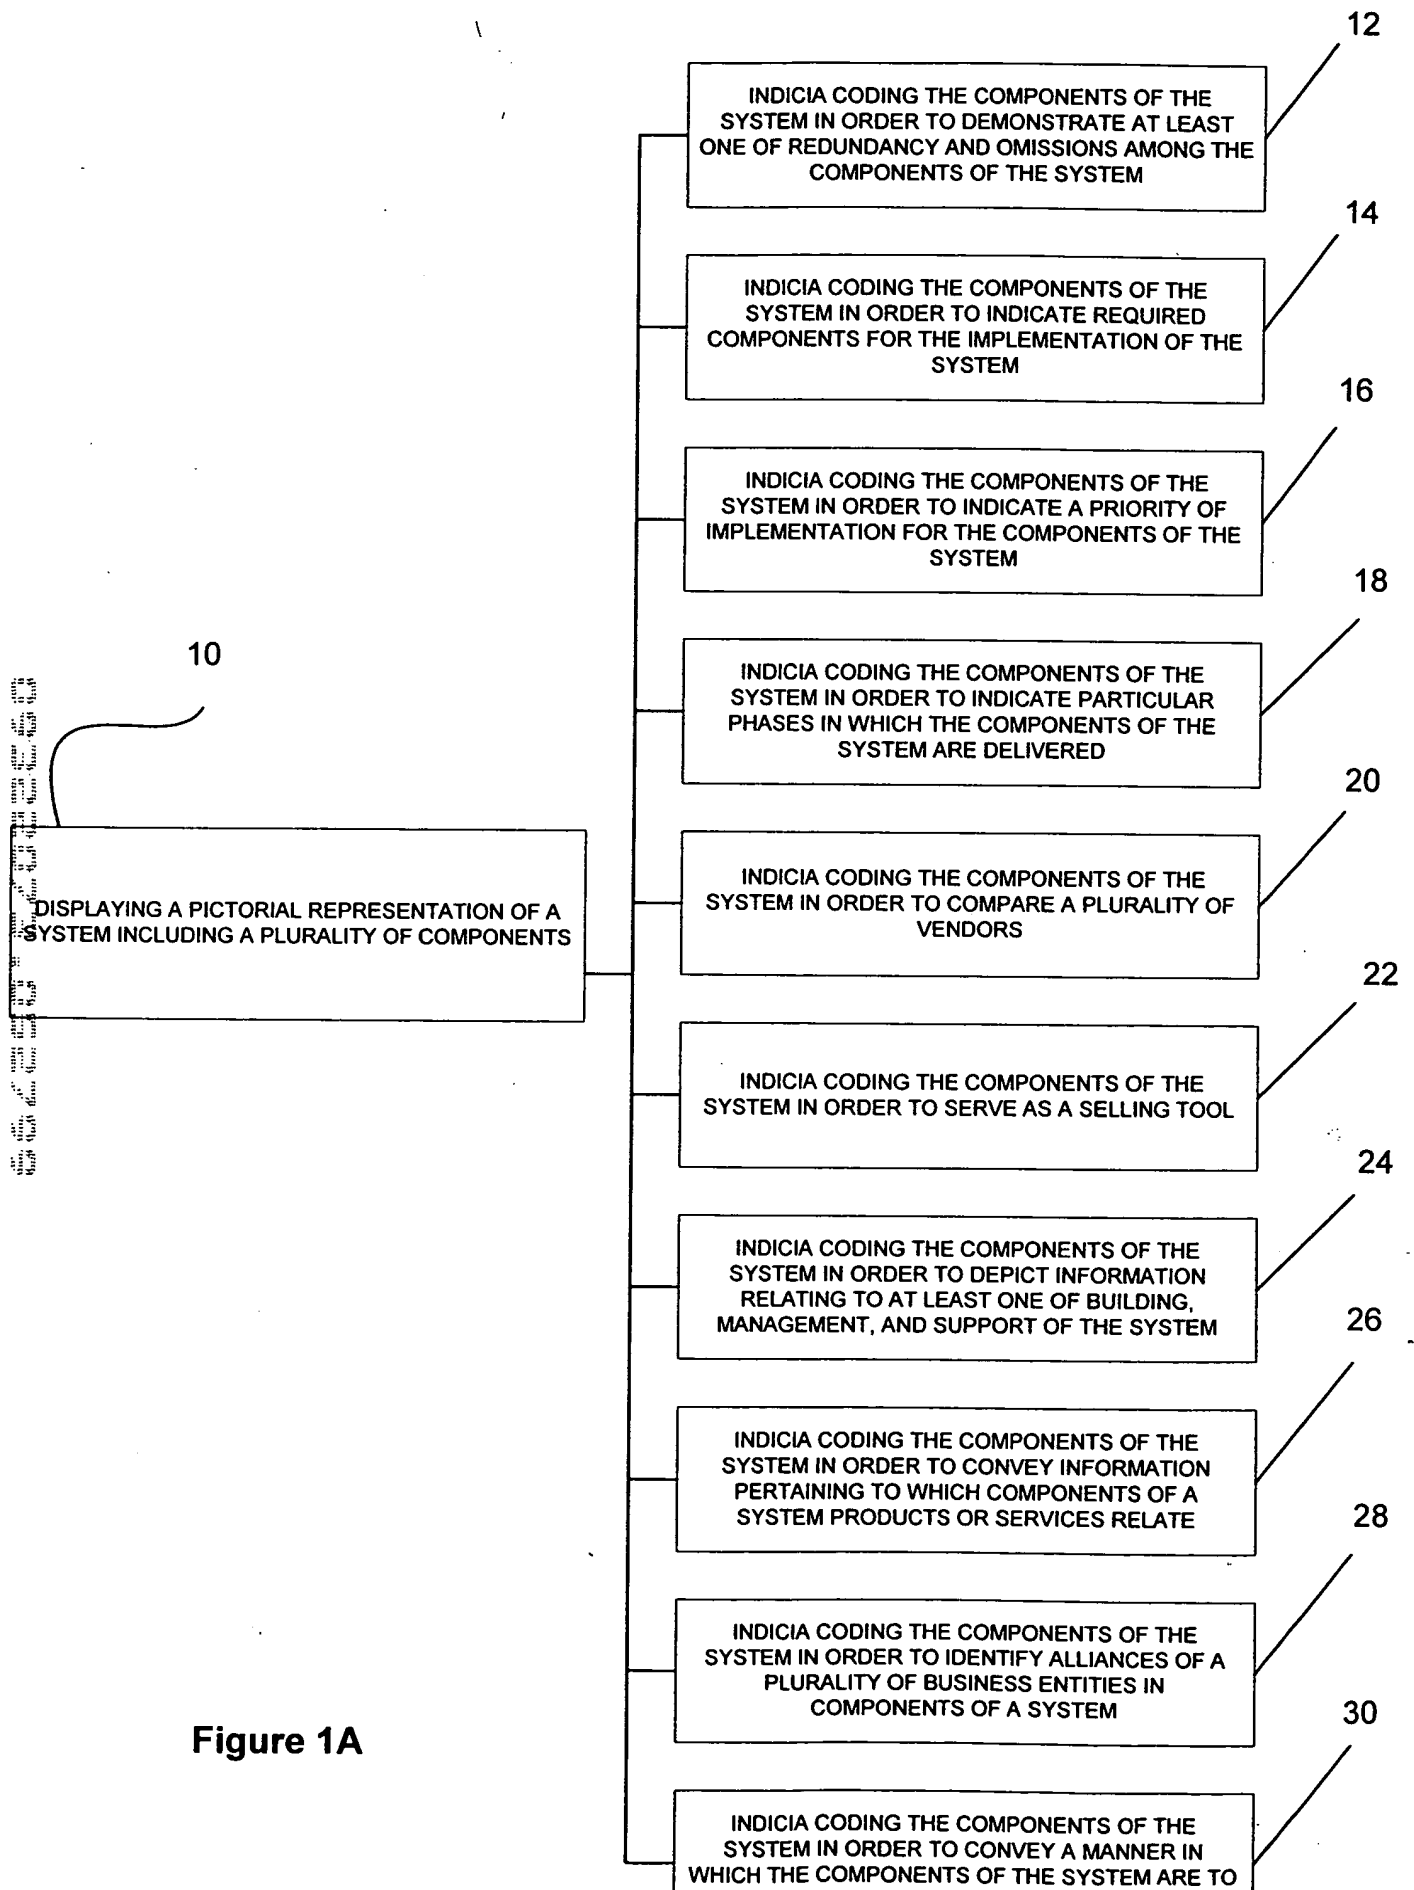 12
INDICIA CODING THE COMPONENTS OF THE
SYSTEM IN ORDER TO DEMONSTRATE AT LEAST
ONE OF REDUNDANCY AND OMISSIONS AMONG THE
COMPONENTS OF THE SYSTEM
14
INDICIA CODING THE COMPONENTS OF THE
SYSTEM IN ORDER TO INDICATE REQUIRED
COMPONENTS FOR THE IMPLEMENTATION OF THE
SYSTEM
16
INDICIA CODING THE COMPONENTS OF THE
SYSTEM IN ORDER TO INDICATE A PRIORITY OF
IMPLEMENTATION FOR THE COMPONENTS OF THE
SYSTEM
18
INDICIA CODING THE COMPONENTS OF THE
SYSTEM IN ORDER TO INDICATE PARTICULAR
PHASES IN WHICH THE COMPONENTS OF THE
SYSTEM ARE DELIVERED
10
DISPLAYING A PICTORIAL REPRESENTATION OF A
SYSTEM INCLUDING A PLURALITY OF COMPONENTS
20
INDICIA CODING THE COMPONENTS OF THE
SYSTEM IN ORDER TO COMPARE A PLURALITY OF
VENDORS
22
INDICIA CODING THE COMPONENTS OF THE
SYSTEM IN ORDER TO SERVE AS A SELLING TOOL
24
INDICIA CODING THE COMPONENTS OF THE
SYSTEM IN ORDER TO DEPICT INFORMATION
RELATING TO AT LEAST ONE OF BUILDING,
MANAGEMENT, AND SUPPORT OF THE SYSTEM
26
INDICIA CODING THE COMPONENTS OF THE
SYSTEM IN ORDER TO CONVEY INFORMATION
PERTAINING TO WHICH COMPONENTS OF A
SYSTEM PRODUCTS OR SERVICES RELATE
28
INDICIA CODING THE COMPONENTS OF THE
SYSTEM IN ORDER TO IDENTIFY ALLIANCES OF A
PLURALITY OF BUSINESS ENTITIES IN
COMPONENTS OF A SYSTEM
30
INDICIA CODING THE COMPONENTS OF THE
SYSTEM IN ORDER TO CONVEY A MANNER IN
WHICH THE COMPONENTS OF THE SYSTEM ARE TO
Figure 1A